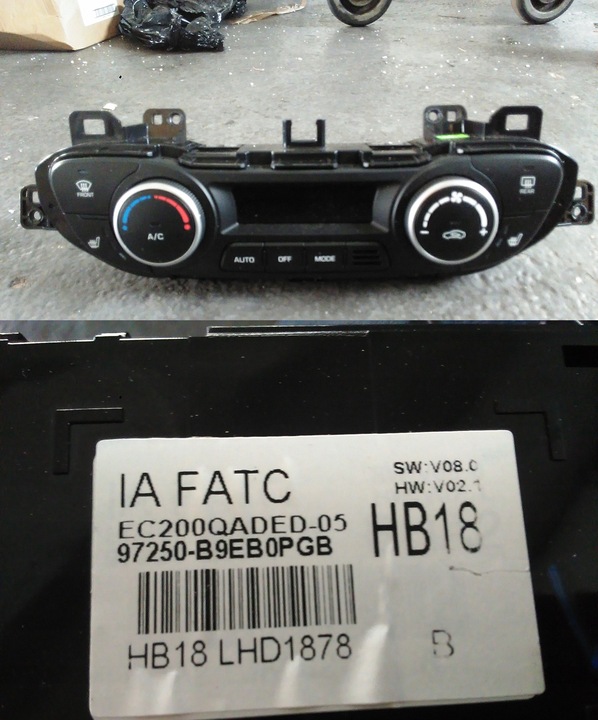 FRONT
REAR
A/C
AUTO OFF MODE
IA FATC
SW:V08.0
HW:V02.1
EC200QADED-05
HB18
97250-B9EB0PGB
HB18 LHD1878
B